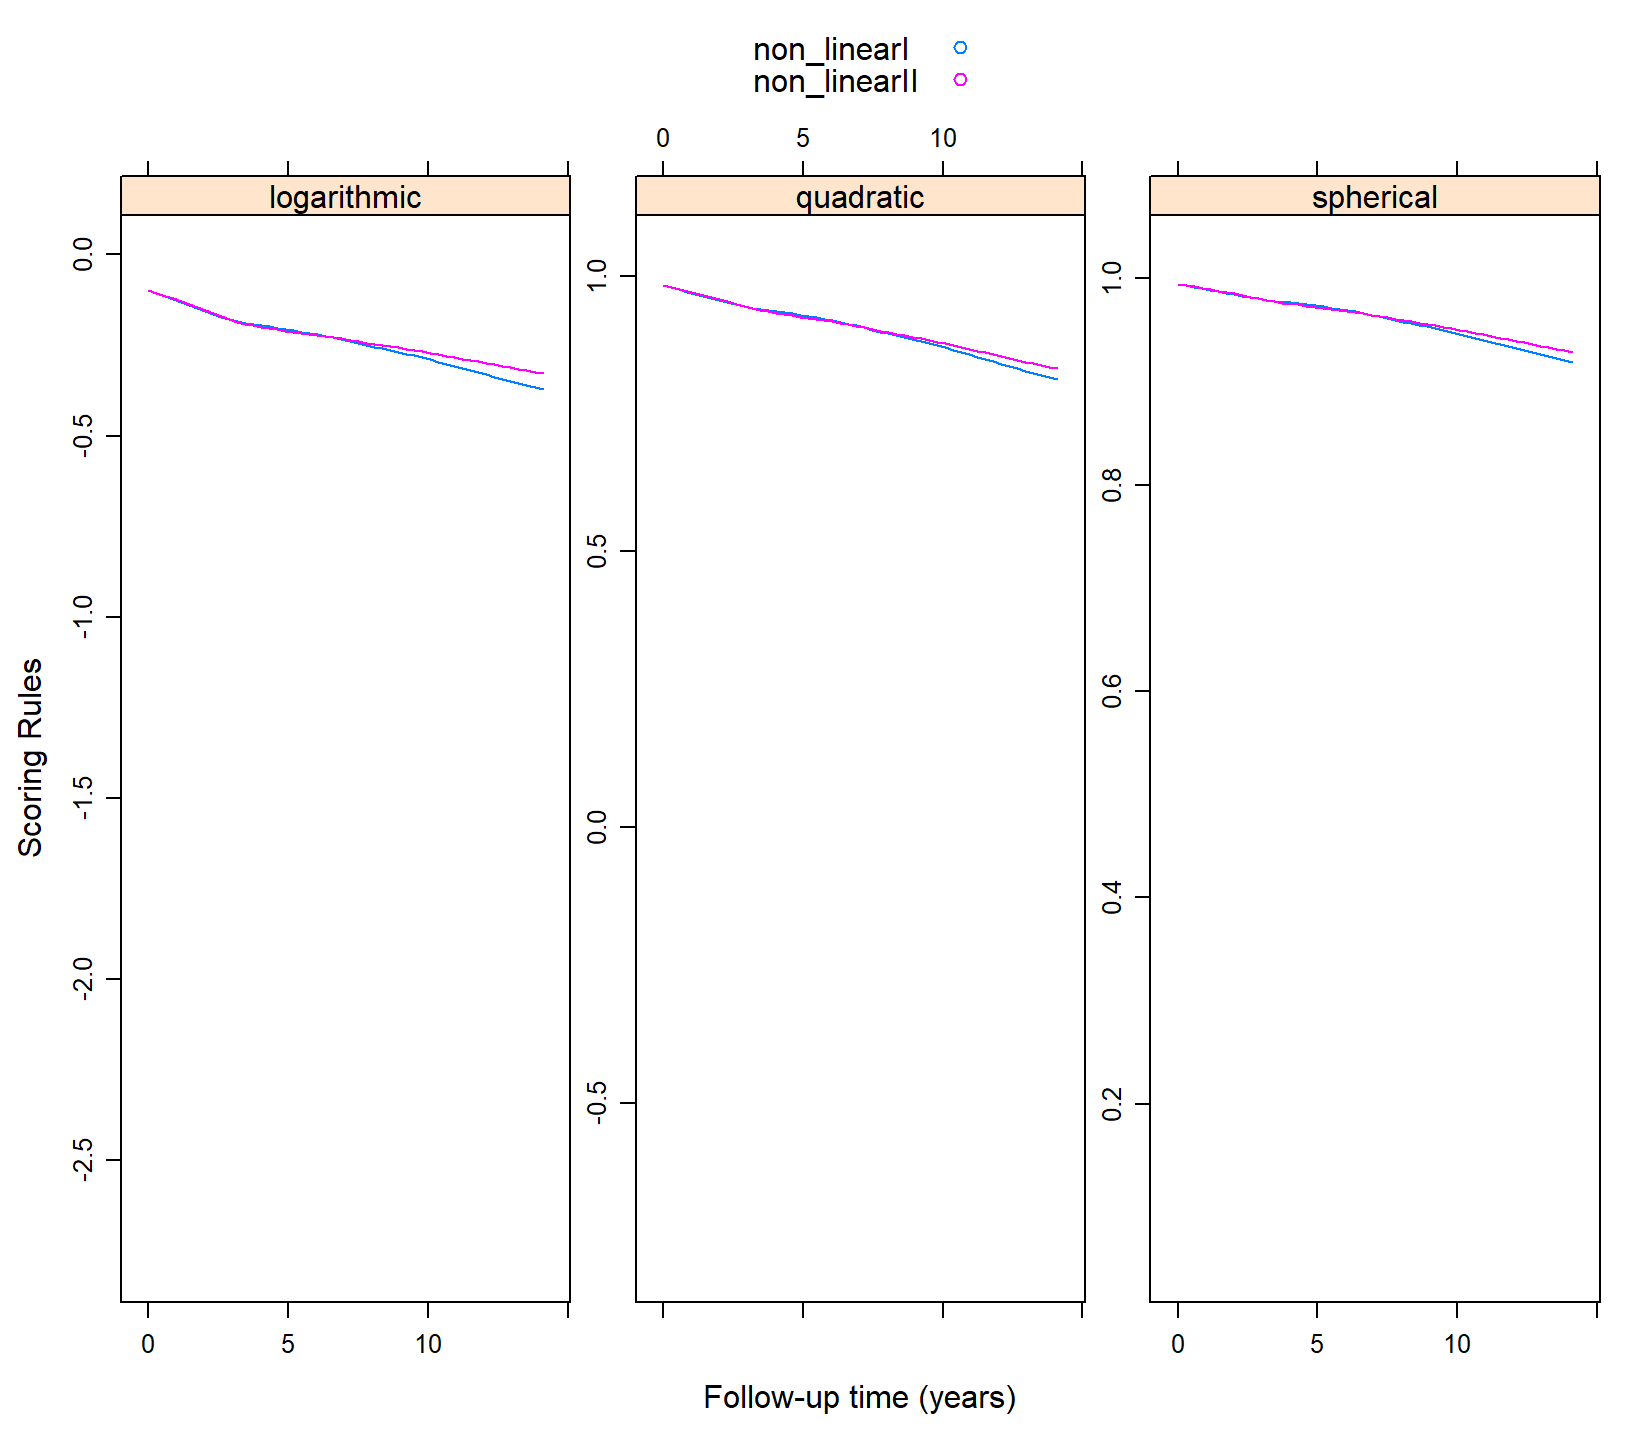 non_linearI
non_linearII
0 5 10
logarithmic quadratic spherical
0.0
-0.5
-1.0
-1.5
-2.0
-2.5
1.0
0.5
0.0
-0.5
1.0
0.8
0.6
0.4
0.2
Scoring Rules
0 5 10 0 5 10
Follow-up time (years)